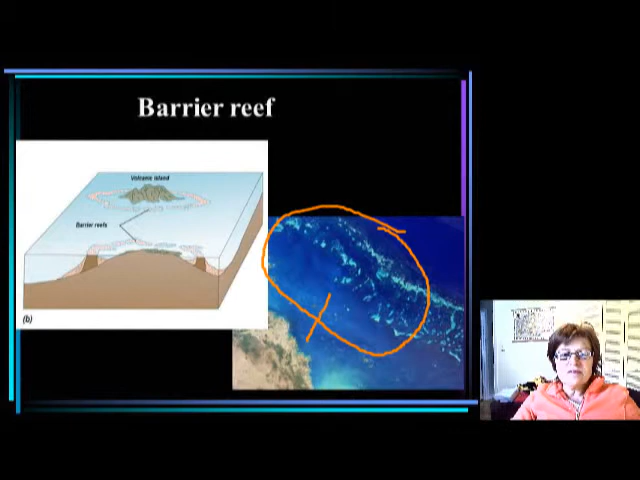 Barrier reef
Volcanic island
Barrier reefs
(b)